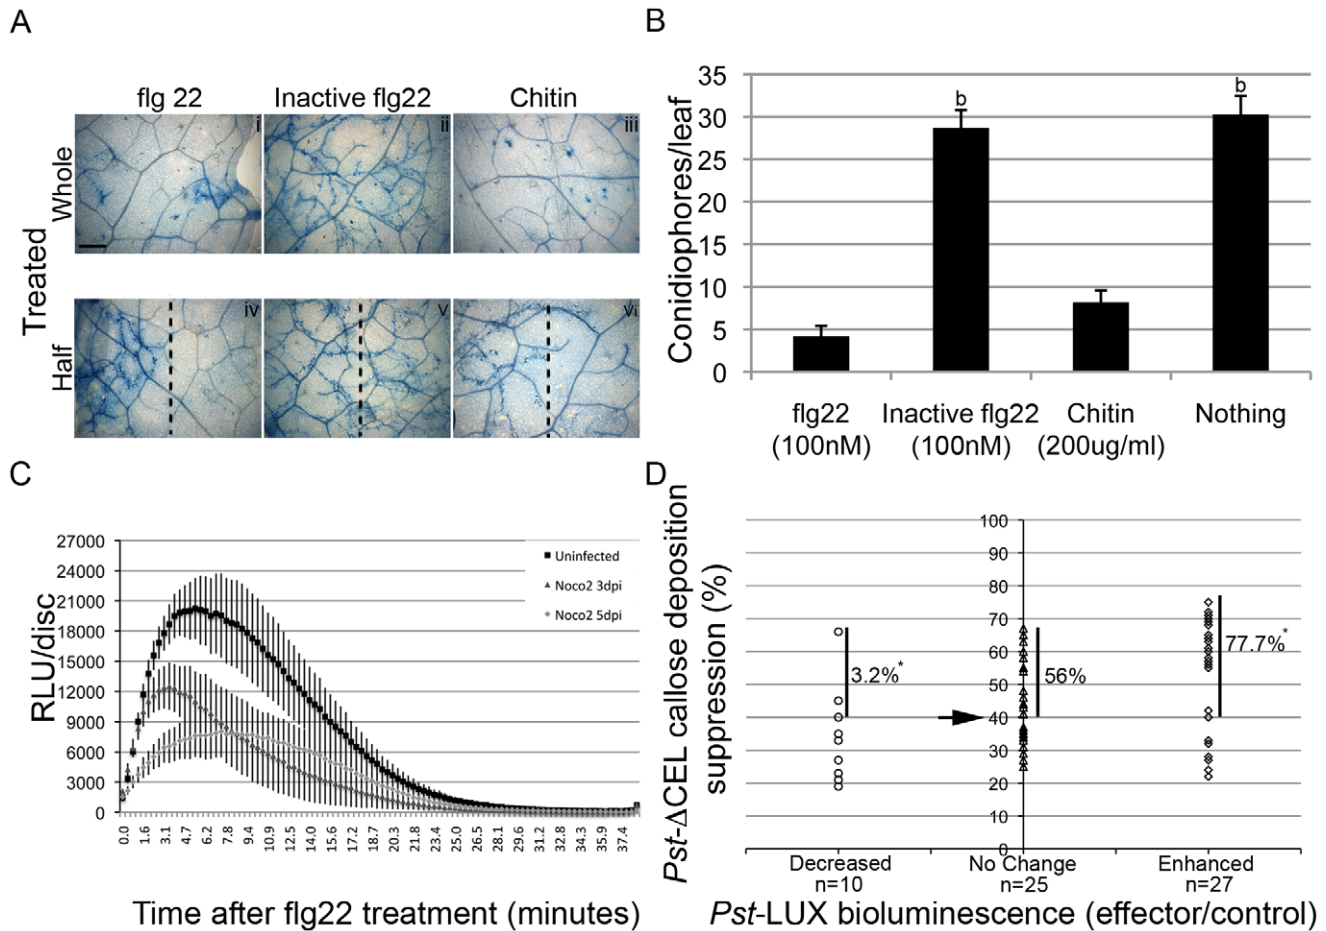 A
flg 22
Inactive flg22
Chitin
Treated
Whole
Half
i
ii
iii
iv
v
vi
B
Conidiophores/leaf
35
30
25
20
15
10
5
0
b
b
flg22
(100nM)
Inactive flg22
(100nM)
Chitin
(200ug/ml)
Nothing
C
RLU/disc
27000
24000
21000
18000
15000
12000
9000
6000
3000
0
Uninfected
Noco2 3dpi
Noco2 5dpi
0.0
1.6
3.1
4.7
6.2
7.8
9.4
10.9
12.5
14.0
15.6
17.2
18.7
20.3
21.8
23.4
25.0
26.5
28.1
29.6
31.2
32.8
34.3
35.9
37.4
Time after flg22 treatment (minutes)
D
Pst-ΔCEL callose deposition
suppression (%)
100
90
80
70
60
50
40
30
20
10
0
3.2%*
56%
77.7%*
Decreased
n=10
No Change
n=25
Enhanced
n=27
Pst-LUX bioluminescence (effector/control)